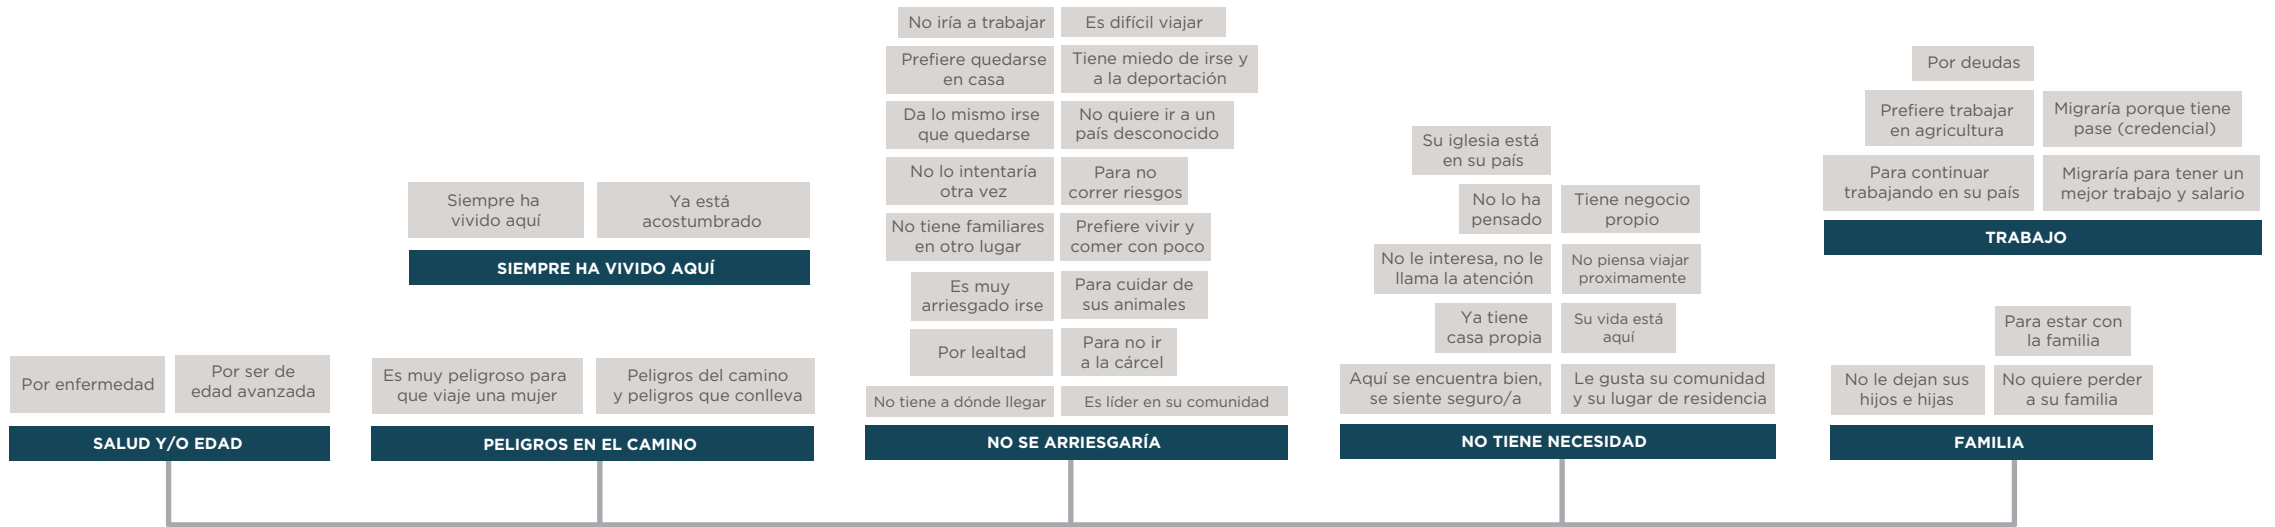 Por enfermedad
Por ser de
edad avanzada
SALUD Y/O EDAD
Siempre ha
vivido aquí
Ya está
acostumbrado
SIEMPRE HA VIVIDO AQUÍ
Es muy peligroso para
que viaje una mujer
Peligros del camino
y peligros que conlleva
PELIGROS EN EL CAMINO
No iría a trabajar
Es difícil viajar
Prefiere quedarse
en casa
Tiene miedo de irse y
a la deportación
Da lo mismo irse
que quedarse
No quiere ir a un
país desconocido
No lo intentaría
otra vez
Para no
correr riesgos
No tiene familiares
en otro lugar
Prefiere vivir y
comer con poco
Es muy
arriesgado irse
Para cuidar de
sus animales
Por lealtad
Para no ir
a la cárcel
No tiene a dónde llegar
Es líder en su comunidad
NO SE ARRIESGARÍA
Su iglesia está
en su país
No lo ha
pensado
Tiene negocio
propio
No le interesa, no le
llama la atención
No piensa viajar
proximamente
Ya tiene
casa propia
Su vida está
aquí
Aquí se encuentra bien,
se siente seguro/a
Le gusta su comunidad
y su lugar de residencia
NO TIENE NECESIDAD
Por deudas
Prefiere trabajar
en agricultura
Migraría porque tiene
pase (credencial)
Para continuar
trabajando en su país
Migraría para tener un
mejor trabajo y salario
TRABAJO
Para estar con
la familia
No le dejan sus
hijos e hijas
No quiere perder
a su familia
FAMILIA